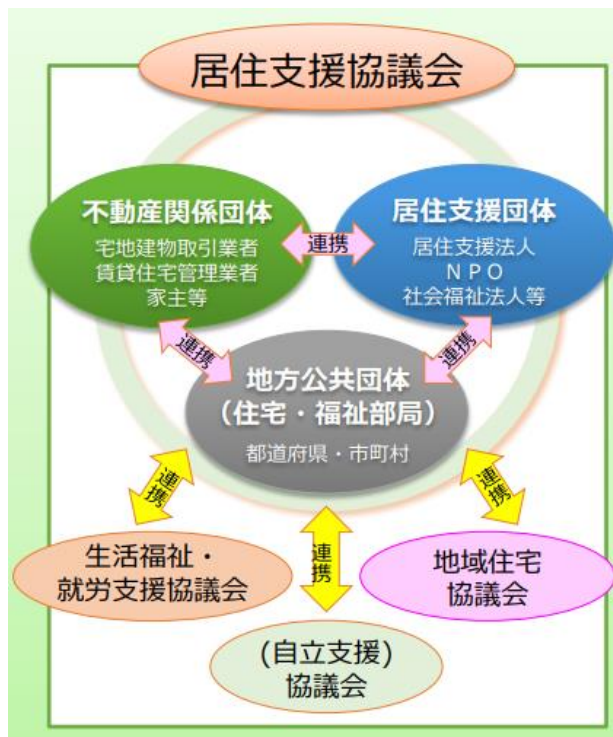 居住支援協議会
不動産関係団体
宅地建物取引業者
賃貸住宅管理業者
家主等
連携
居住支援団体
居住支援法人
ＮＰＯ
社会福祉法人等
連携
連携
地方公共団体
（住宅・福祉部局）
都道府県・市町村
連携
連携
連携
生活福祉・
就労支援協議会
(自立支援)
協議会
地域住宅
協議会